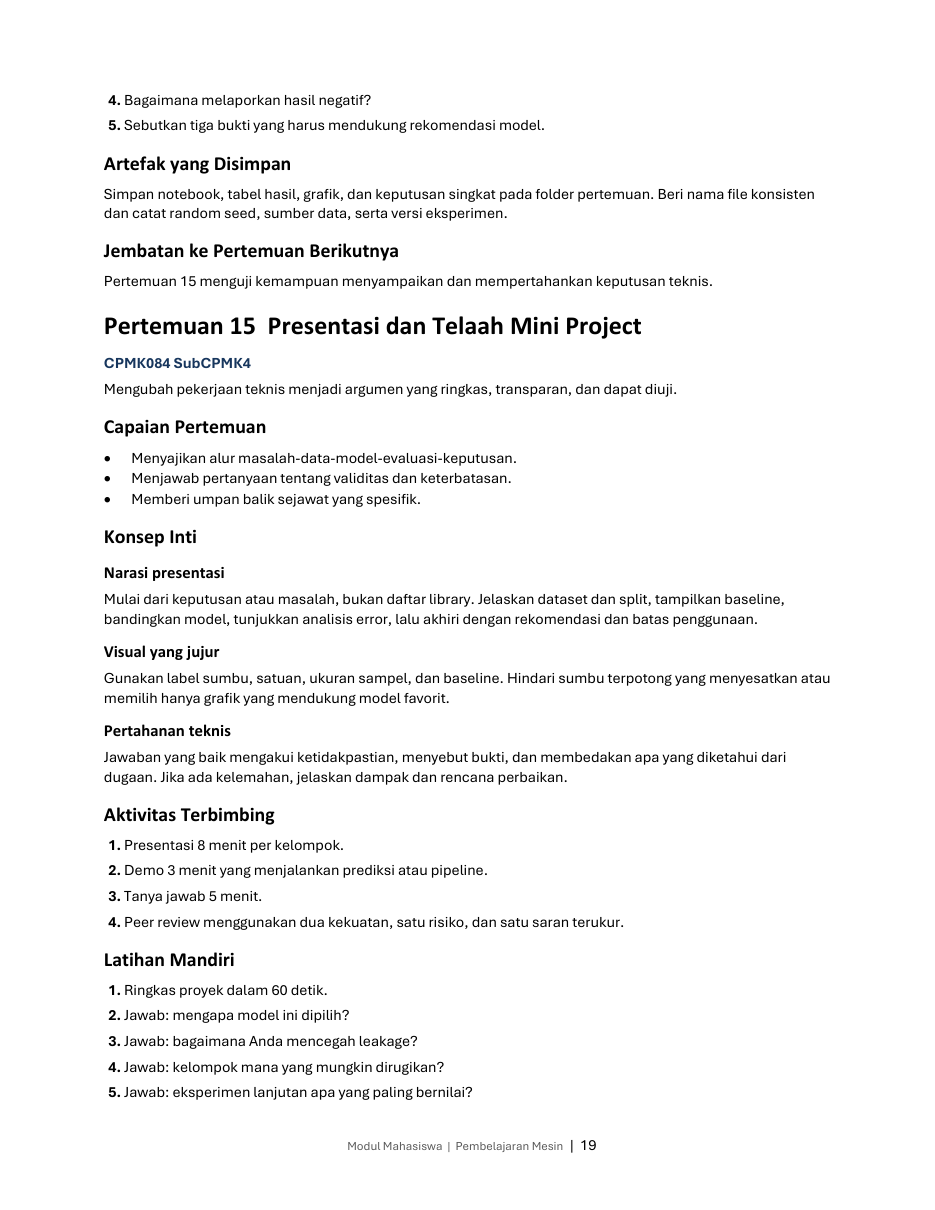 4. Bagaimana melaporkan hasil negatif?
5. Sebutkan tiga bukti yang harus mendukung rekomendasi model.
Artefak yang Disimpan
Simpan notebook, tabel hasil, grafik, dan keputusan singkat pada folder pertemuan. Beri nama file konsisten
dan catat random seed, sumber data, serta versi eksperimen.
Jembatan ke Pertemuan Berikutnya
Pertemuan 15 menguji kemampuan menyampaikan dan mempertahankan keputusan teknis.
Pertemuan 15  Presentasi dan Telaah Mini Project
CPMK084 SubCPMK4
Mengubah pekerjaan teknis menjadi argumen yang ringkas, transparan, dan dapat diuji.
Capaian Pertemuan
• Menyajikan alur masalah-data-model-evaluasi-keputusan.
• Menjawab pertanyaan tentang validitas dan keterbatasan.
• Memberi umpan balik sejawat yang spesifik.
Konsep Inti
Narasi presentasi
Mulai dari keputusan atau masalah, bukan daftar library. Jelaskan dataset dan split, tampilkan baseline,
bandingkan model, tunjukkan analisis error, lalu akhiri dengan rekomendasi dan batas penggunaan.
Visual yang jujur
Gunakan label sumbu, satuan, ukuran sampel, dan baseline. Hindari sumbu terpotong yang menyesatkan atau
memilih hanya grafik yang mendukung model favorit.
Pertahanan teknis
Jawaban yang baik mengakui ketidakpastian, menyebut bukti, dan membedakan apa yang diketahui dari
dugaan. Jika ada kelemahan, jelaskan dampak dan rencana perbaikan.
Aktivitas Terbimbing
1. Presentasi 8 menit per kelompok.
2. Demo 3 menit yang menjalankan prediksi atau pipeline.
3. Tanya jawab 5 menit.
4. Peer review menggunakan dua kekuatan, satu risiko, dan satu saran terukur.
Latihan Mandiri
1. Ringkas proyek dalam 60 detik.
2. Jawab: mengapa model ini dipilih?
3. Jawab: bagaimana Anda mencegah leakage?
4. Jawab: kelompok mana yang mungkin dirugikan?
5. Jawab: eksperimen lanjutan apa yang paling bernilai?
Modul Mahasiswa | Pembelajaran Mesin | 19